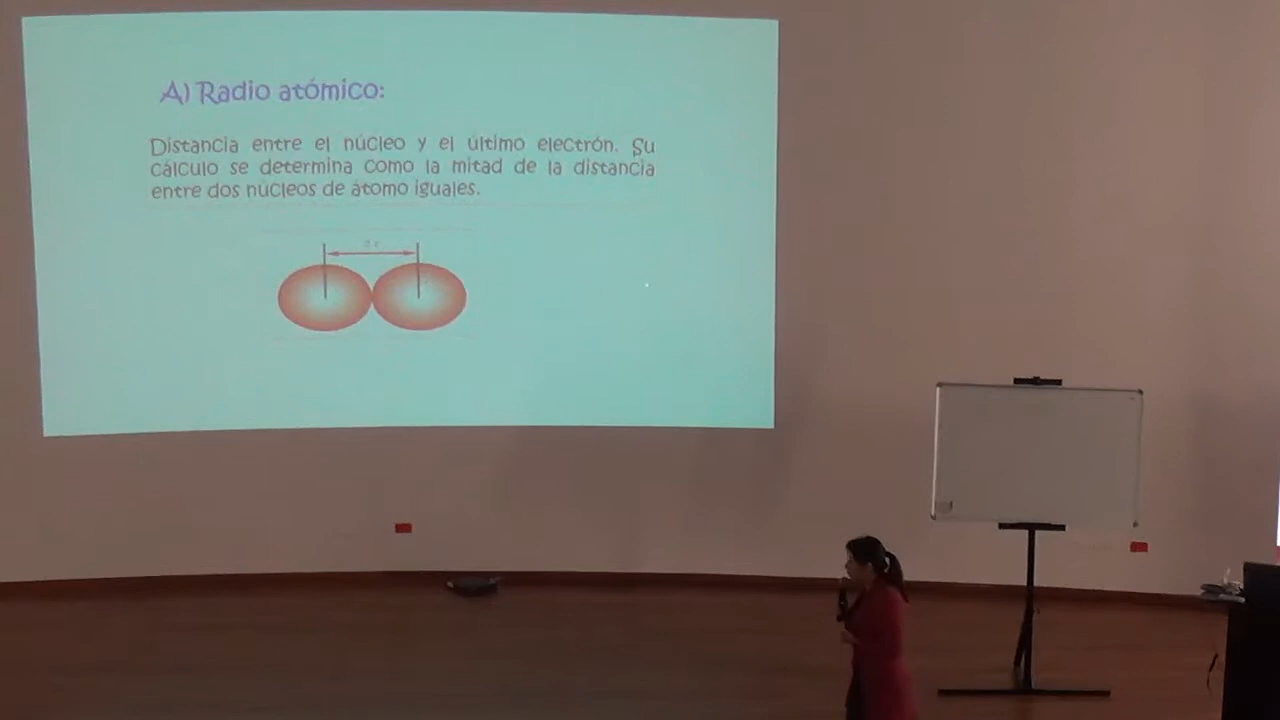 A) Radio atómico:
Distancia entre el núcleo y el último electrón. Su
cálculo se determina como la mitad de la distancia
entre dos núcleos de átomo iguales.